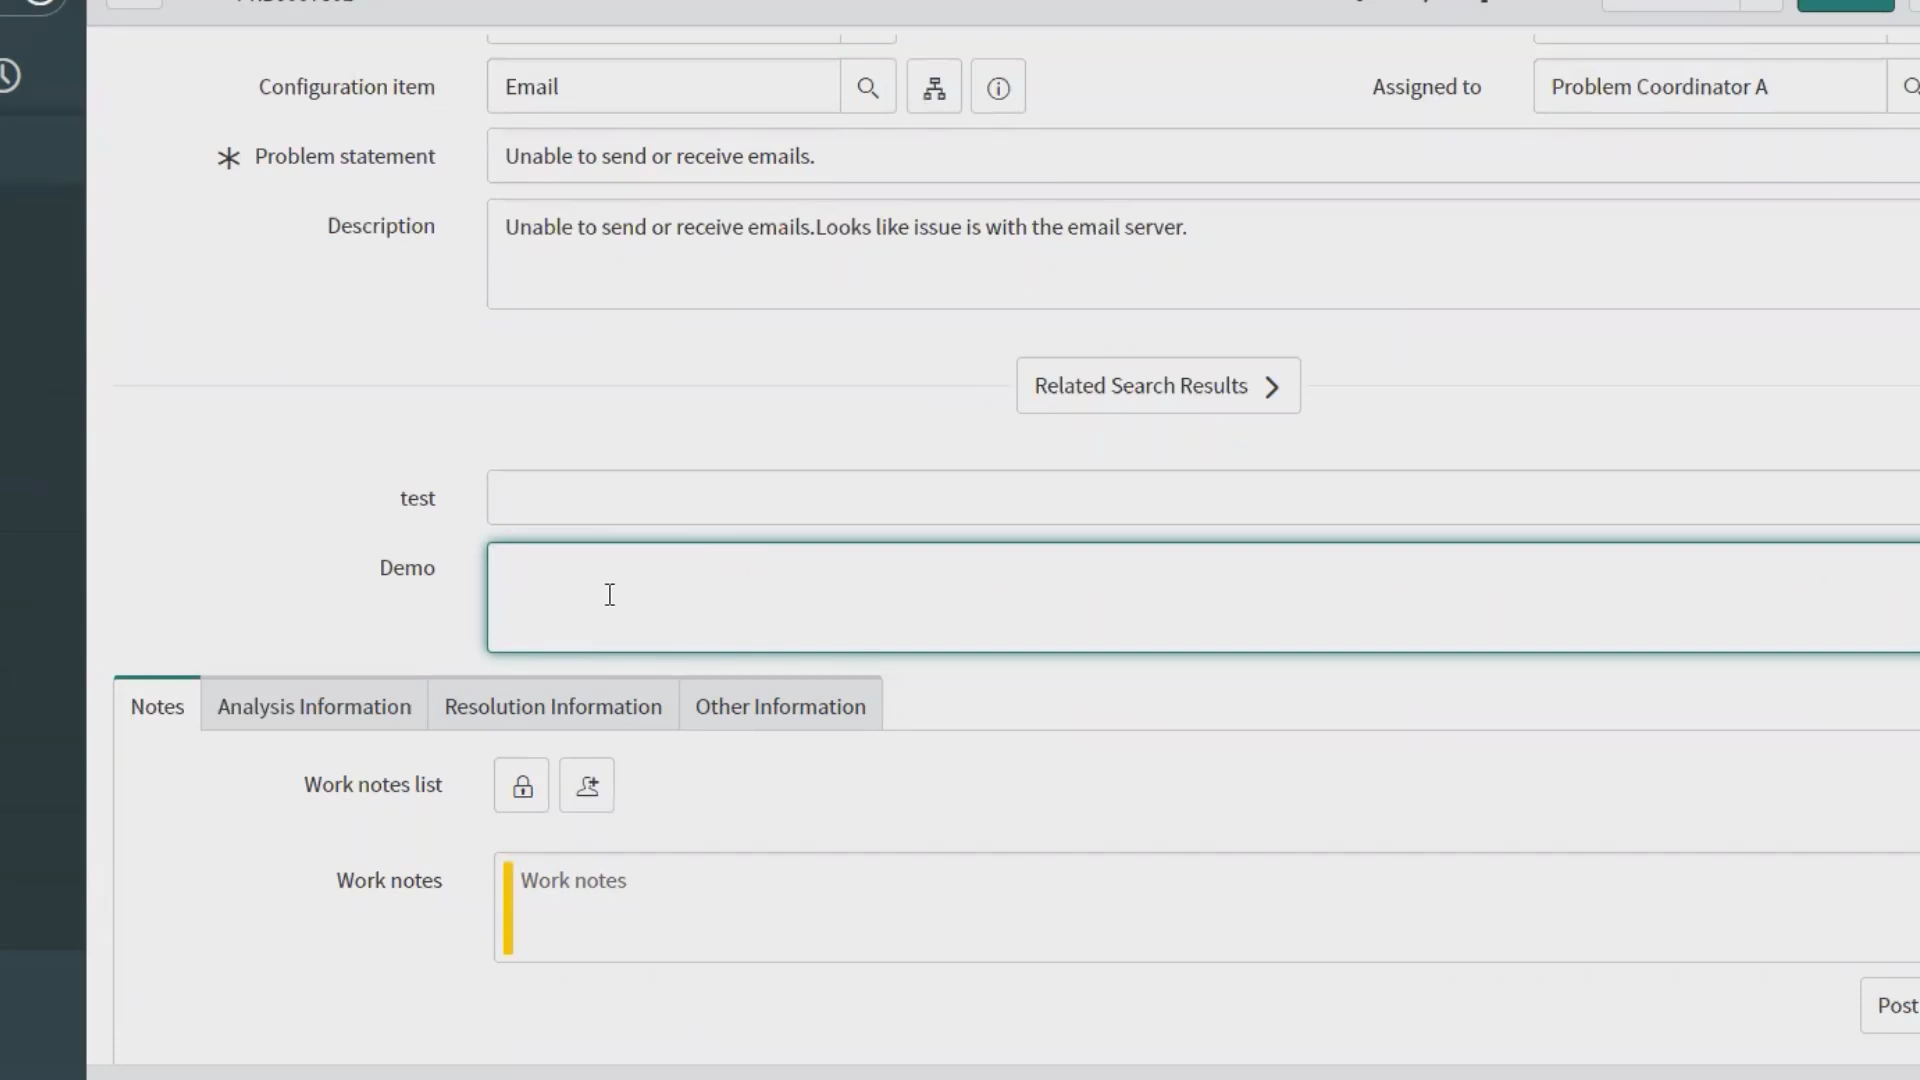 Configuration item Email Assigned to Problem Coordinator A
* Problem statement Unable to send or receive emails.
Description Unable to send or receive emails.Looks like issue is with the email server.
Related Search Results
test
Demo
Notes Analysis Information Resolution Information Other Information
Work notes list
Work notes Work notes
Post